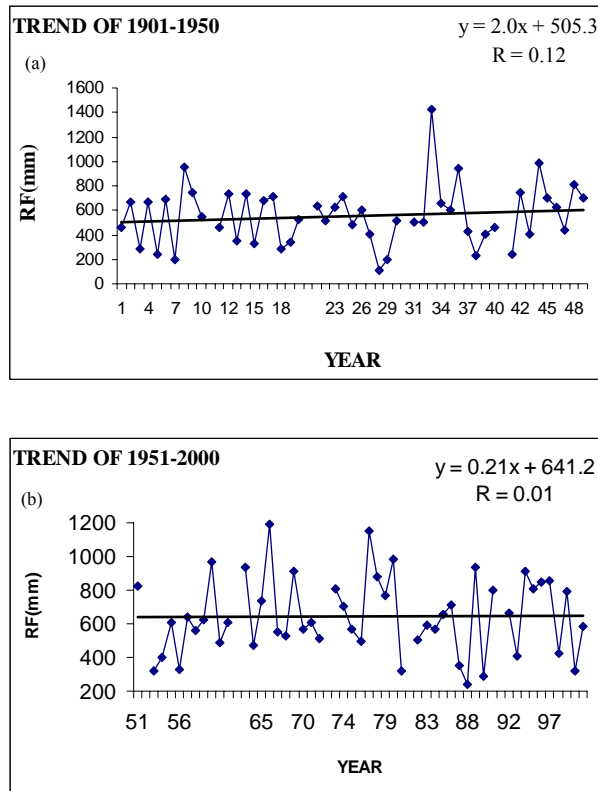 TREND OF 1901-1950
y = 2.0x + 505.3
R = 0.12
(a)
1600
1400
1200
1000
800
600
400
200
0
RF(mm)
1 4 7 10 12 15 18 23 26 29 31 34 37 40 42 45 48
YEAR
TREND OF 1951-2000
y = 0.21x + 641.2
R = 0.01
(b)
1200
1000
800
600
400
200
RF(mm)
51 56 65 70 74 79 83 88 92 97
YEAR